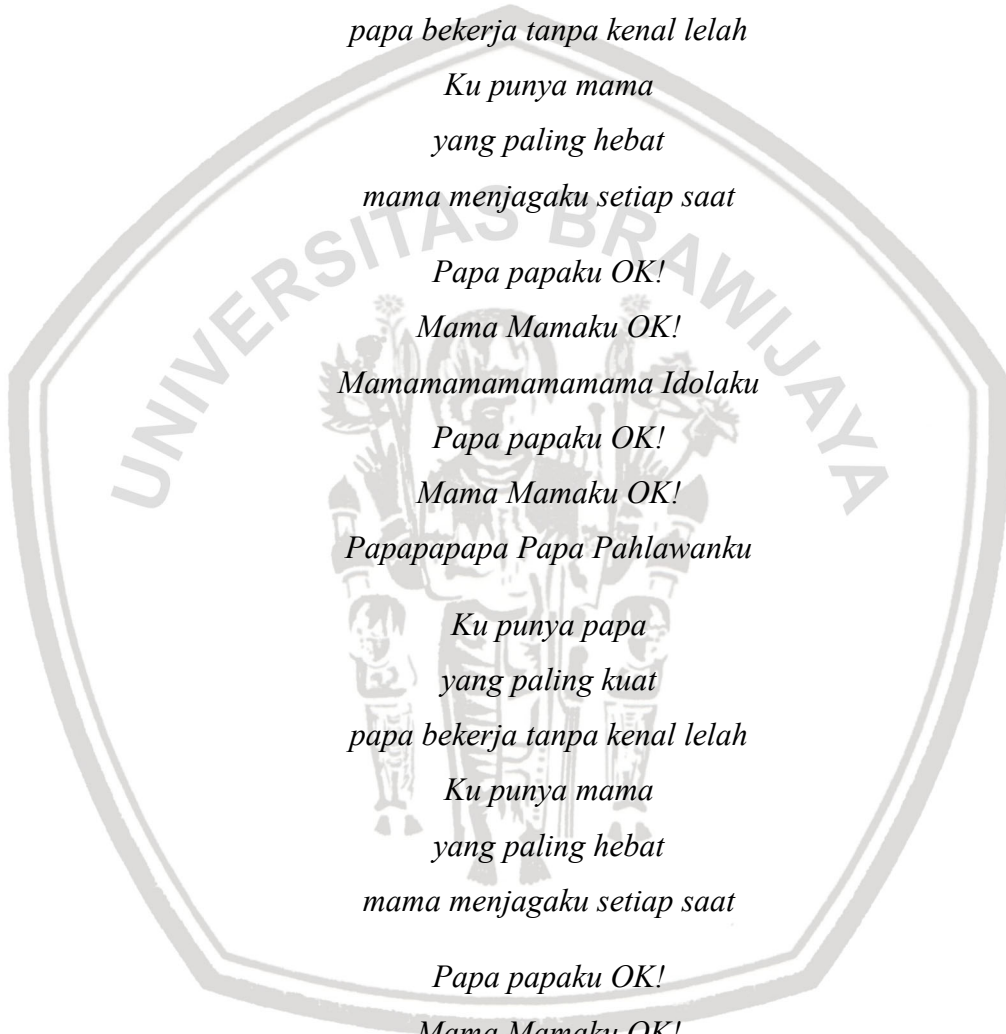 papa bekerja tanpa kenal lelah
Ku punya mama
yang paling hebat
mama menjagaku setiap saat
UNIVERSITAS BRAWIJAYA
Papa papaku OK!
Mama Mamaku OK!
Mamamamamamamama Idolaku
Papa papaku OK!
Mama Mamaku OK!
Papapapapa Papa Pahlawanku
Ku punya papa
yang paling kuat
papa bekerja tanpa kenal lelah
Ku punya mama
yang paling hebat
mama menjagaku setiap saat
Papa papaku OK!
Mama Mamaku OK!